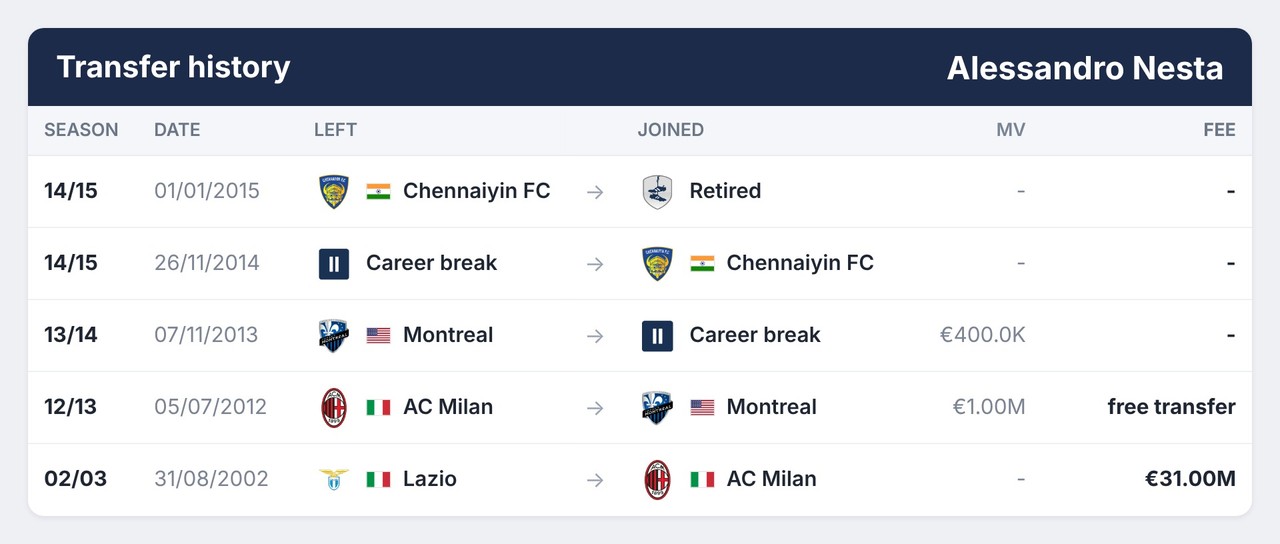 Transfer history Alessandro Nesta
SEASON DATE LEFT JOINED MV FEE
14/15 01/01/2015 Chennaiyin FC → Retired - -
14/15 26/11/2014 Career break → Chennaiyin FC - -
13/14 07/11/2013 Montreal → Career break €400.0K -
12/13 05/07/2012 AC Milan → Montreal €1.00M free transfer
02/03 31/08/2002 Lazio → AC Milan - €31.00M